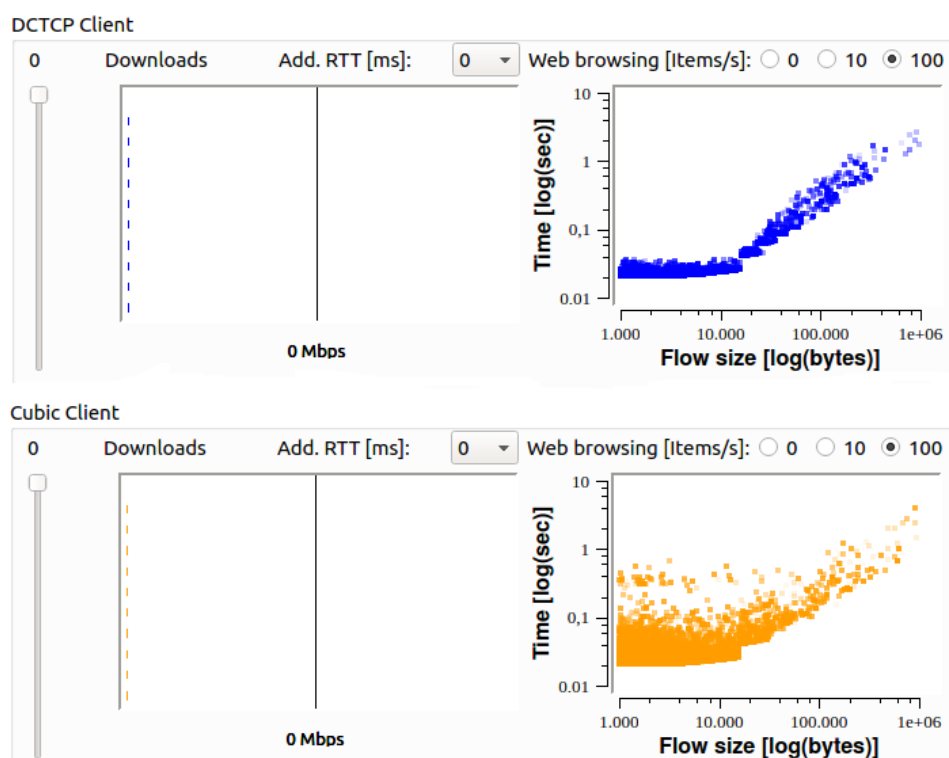 DCTCP Client
0 Downloads Add. RTT [ms]: 0 Web browsing [Items/s]: 0 10 100
10
1
0,1
0.01
Time [log(sec)]
1.000 10.000 100.000 1e+06
0 Mbps
Flow size [log(bytes)]
Cubic Client
0 Downloads Add. RTT [ms]: 0 Web browsing [Items/s]: 0 10 100
10
1
0,1
0.01
Time [log(sec)]
1.000 10.000 100.000 1e+06
0 Mbps
Flow size [log(bytes)]